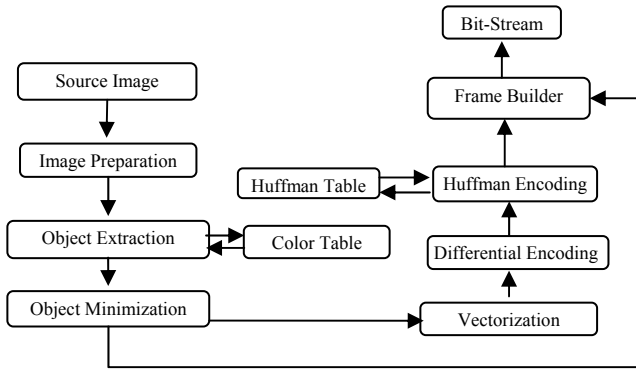 Bit-Stream
Source Image
Frame Builder
Image Preparation
Huffman Table
Huffman Encoding
Object Extraction
Color Table
Differential Encoding
Object Minimization
Vectorization